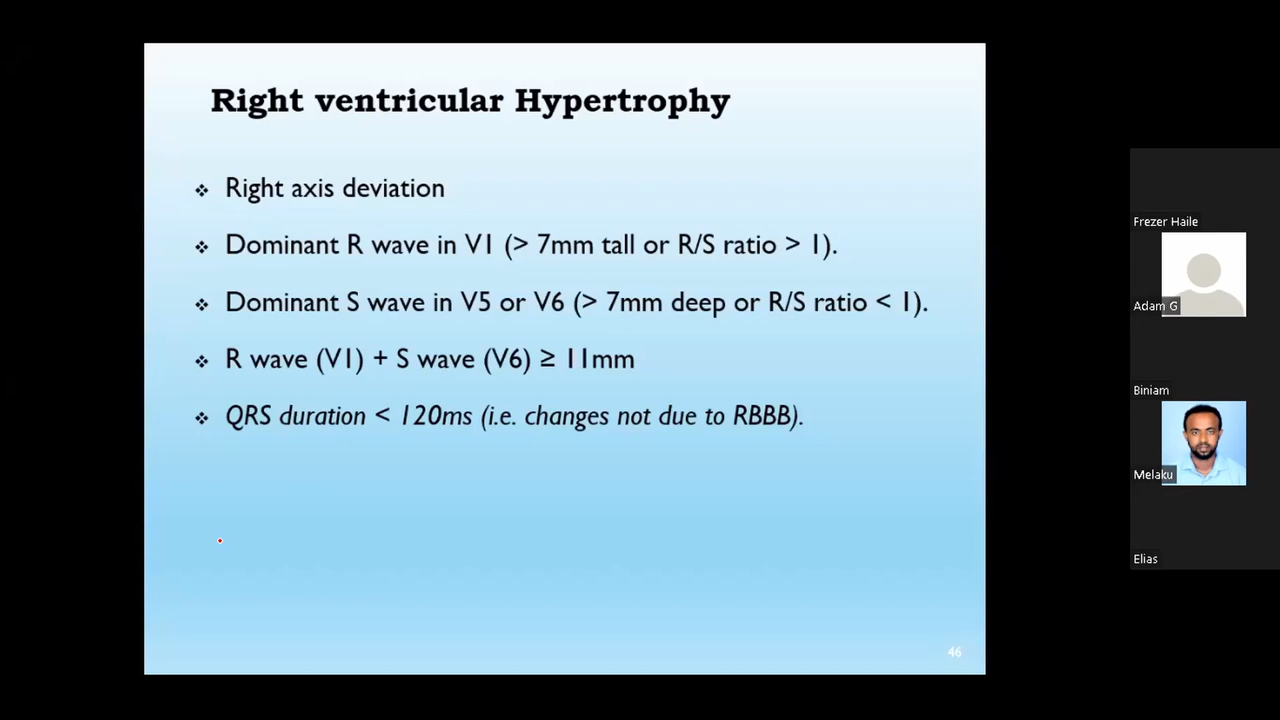 Right ventricular Hypertrophy
❖ Right axis deviation
❖ Dominant R wave in V1 (> 7mm tall or R/S ratio > 1).
❖ Dominant S wave in V5 or V6 (> 7mm deep or R/S ratio < 1).
❖ R wave (V1) + S wave (V6) ≥ 11mm
❖ QRS duration < 120ms (i.e. changes not due to RBBB).
46
Frezer Haile
Adam G
Biniam
Melaku
Elias